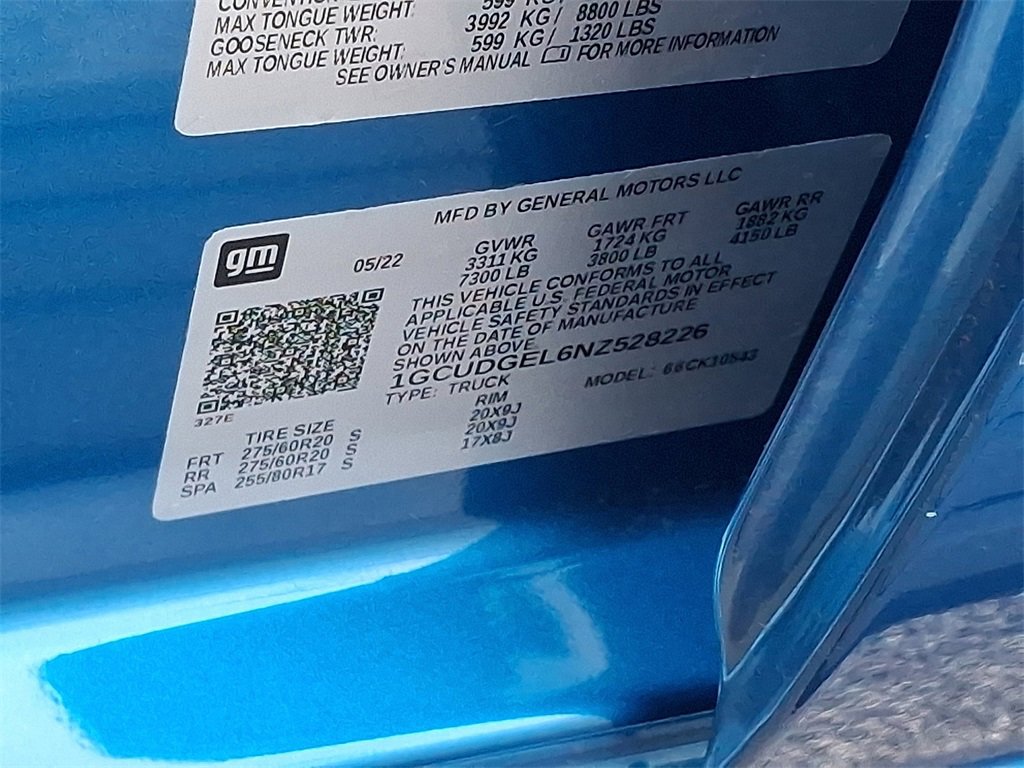 MAX TONGUE WEIGHT: 599 KG/
GOOSENECK TWR: 3992 KG/ 8800 LBS
MAX TONGUE WEIGHT: 599 KG/ 1320 LBS
SEE OWNER'S MANUAL FOR MORE INFORMATION
gm
MFD BY GENERAL MOTORS LLC
05/22
GVWR GAWR FRT GAWR RR
3311 KG 1724 KG 1882 KG
7300 LB 3800 LB 4150 LB
THIS VEHICLE CONFORMS TO ALL
APPLICABLE U.S. FEDERAL MOTOR
VEHICLE SAFETY STANDARDS IN EFFECT
ON THE DATE OF MANUFACTURE
SHOWN ABOVE
1GCUDGEL6NZ528226
TYPE: TRUCK MODEL: 66CK10543
327E
TIRE SIZE RIM
FRT 275/60R20 S 20X9J
RR 275/60R20 S 20X9J
SPA 255/80R17 S 17X8J